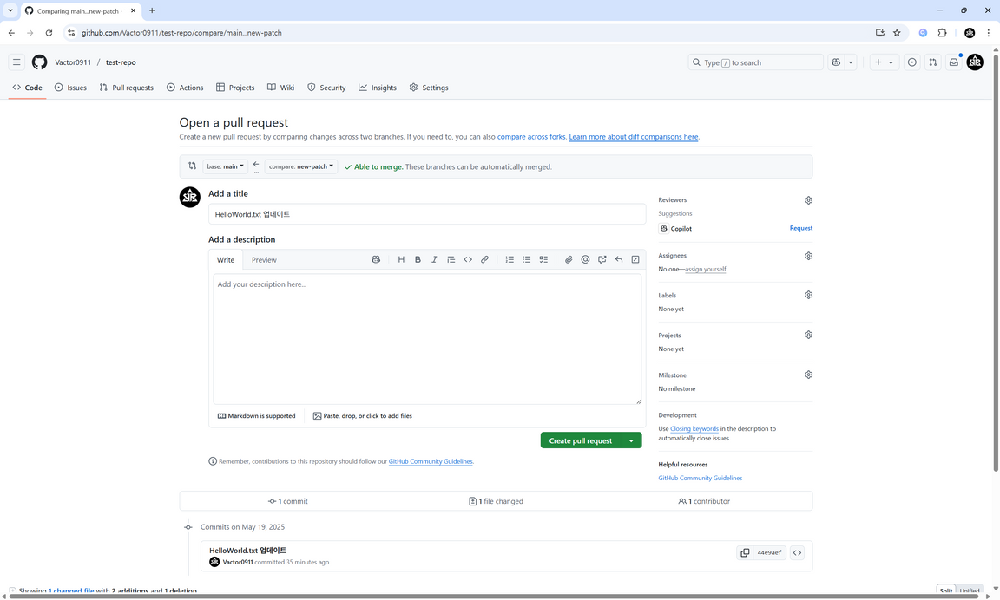 Comparing main...new-patch
github.com/Vactor0911/test-repo/compare/main...new-patch
Vactor0911 / test-repo
Type / to search
Code Issues Pull requests Actions Projects Wiki Security Insights Settings
Open a pull request
Create a new pull request by comparing changes across two branches. If you need to, you can also compare across forks. Learn more about diff comparisons here.
base: main ← compare: new-patch ✓ Able to merge. These branches can be automatically merged.
...
Add a title
HelloWorld.txt 업데이트
Add a description
Write Preview
Add your description here...
Markdown is supported Paste, drop, or click to add files
Create pull request
Remember, contributions to this repository should follow our GitHub Community Guidelines.
Reviewers
Suggestions
Copilot Request
Assignees
No one—assign yourself
Labels
None yet
Projects
None yet
Milestone
No milestone
Development
Use Closing keywords in the description to
automatically close issues
Helpful resources
GitHub Community Guidelines
1 commit 1 file changed 1 contributor
Commits on May 19, 2025
HelloWorld.txt 업데이트
Vactor0911 committed 35 minutes ago
44e9aef
Showing 1 changed file with 2 additions and 1 deletion.
Split Unified